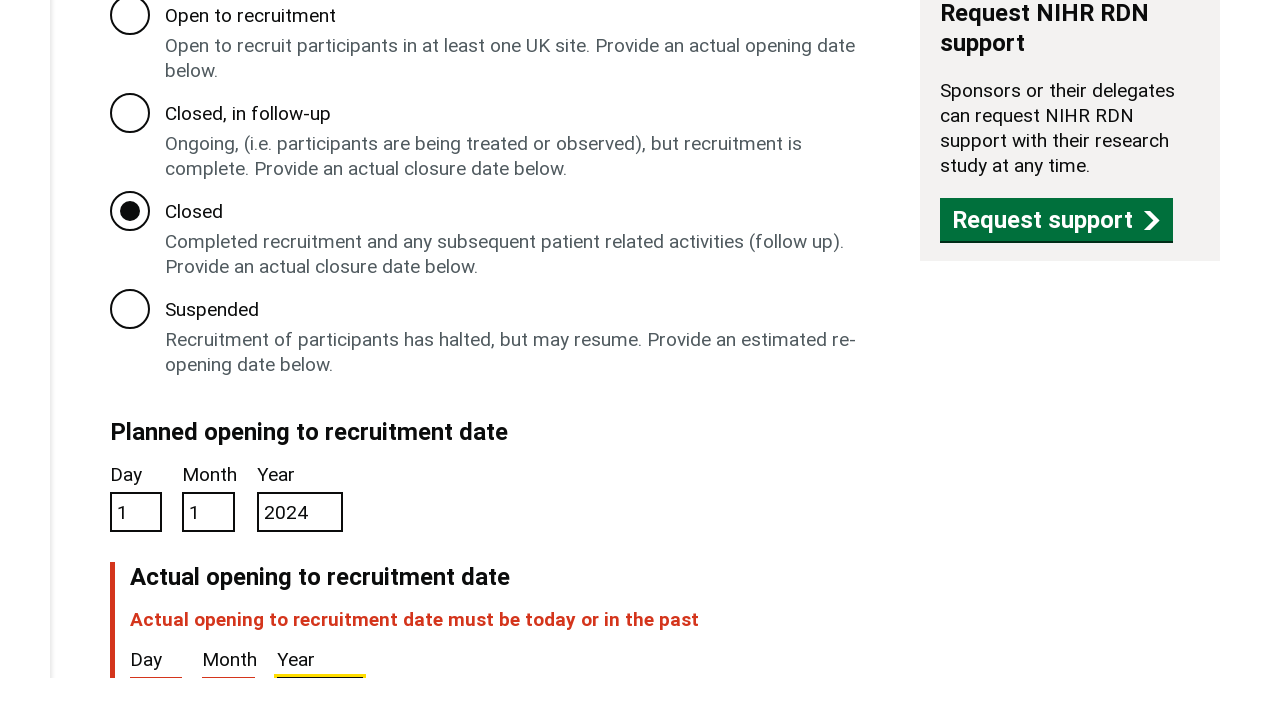 Open to recruitment
Open to recruit participants in at least one UK site. Provide an actual opening date
below.
Closed, in follow-up
Ongoing, (i.e. participants are being treated or observed), but recruitment is
complete. Provide an actual closure date below.
Closed
Completed recruitment and any subsequent patient related activities (follow up).
Provide an actual closure date below.
Suspended
Recruitment of participants has halted, but may resume. Provide an estimated re-
opening date below.
Planned opening to recruitment date
Day Month Year
1 1 2024
Actual opening to recruitment date
Actual opening to recruitment date must be today or in the past
Day Month Year
Request NIHR RDN
support
Sponsors or their delegates
can request NIHR RDN
support with their research
study at any time.
Request support